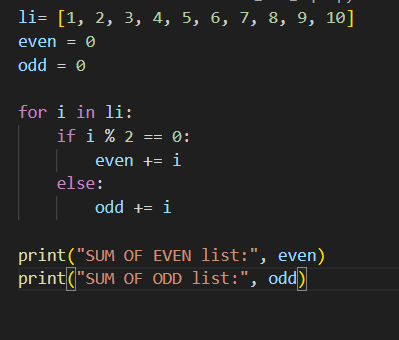 li= [1, 2, 3, 4, 5, 6, 7, 8, 9, 10]
even = 0
odd = 0
for i in li:
    if i % 2 == 0:
        even += i
    else:
        odd += i
print("SUM OF EVEN list:", even)
print("SUM OF ODD list:", odd)